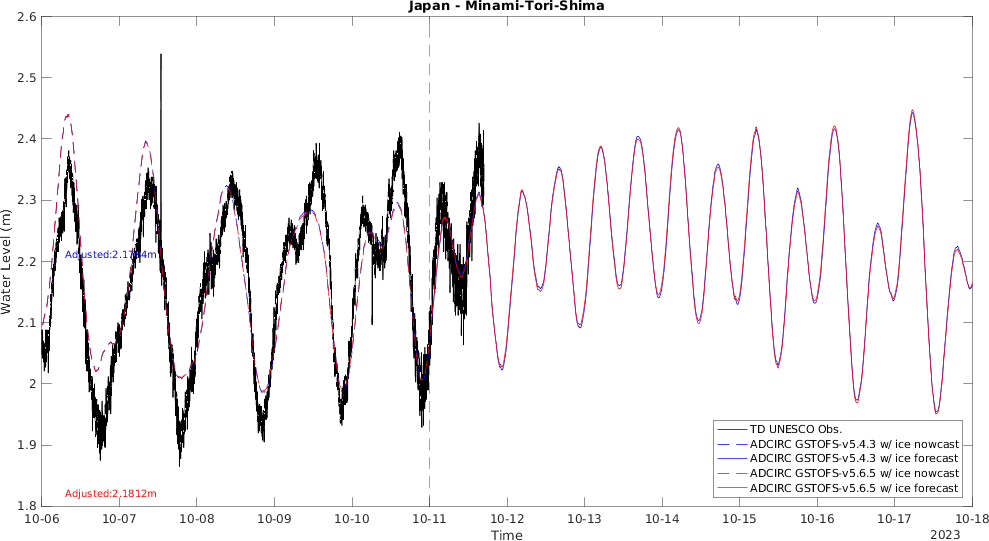 Japan - Minami-Tori-Shima
Water Level (m)
2.6
2.5
2.4
2.3
2.2
2.1
2
1.9
1.8
Adjusted:2.1784m
Adjusted:2.1812m
TD UNESCO Obs.
ADCIRC GSTOFS-v5.4.3 w/ ice nowcast
ADCIRC GSTOFS-v5.4.3 w/ ice forecast
ADCIRC GSTOFS-v5.6.5 w/ ice nowcast
ADCIRC GSTOFS-v5.6.5 w/ ice forecast
10-06 10-07 10-08 10-09 10-10 10-11 10-12 10-13 10-14 10-15 10-16 10-17 10-18
Time
2023